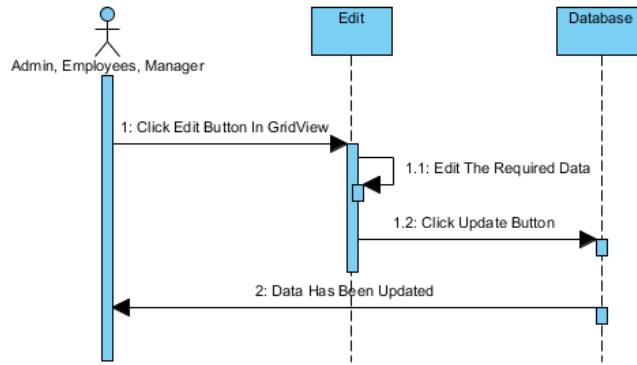 Edit
Database
Admin, Employees, Manager
1: Click Edit Button In GridView
1.1: Edit The Required Data
1.2: Click Update Button
2: Data Has Been Updated